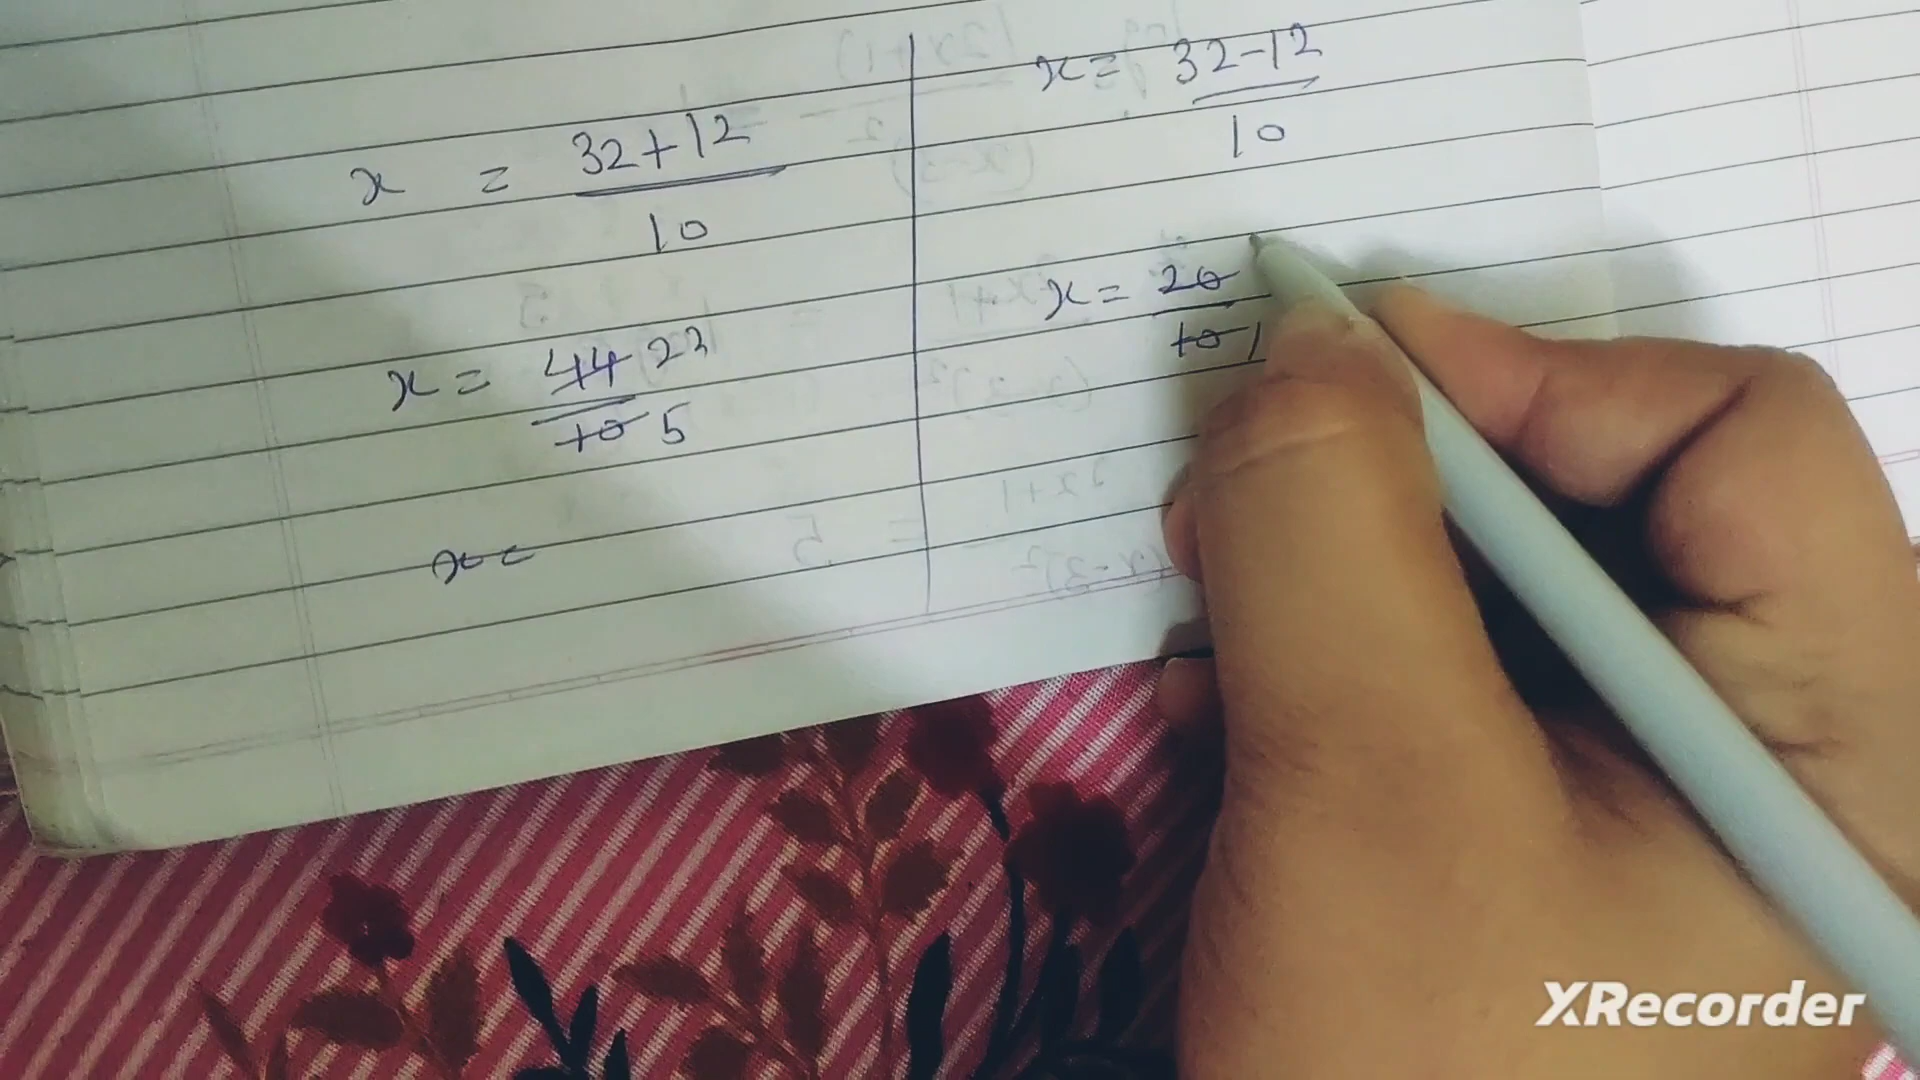 x = 32+12
10
x = 44 22
10 5
x =
x = 32-12
10
x = 20
10 1
XRecorder